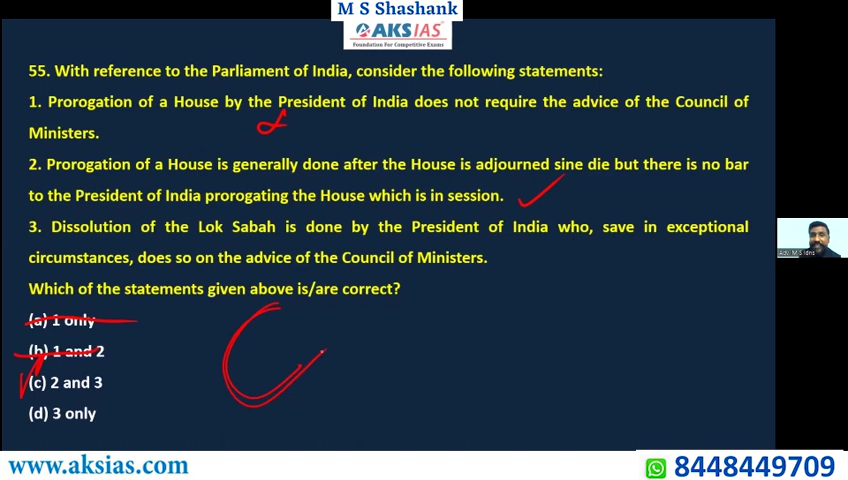 M S Shashank
AKSIAS
Foundation For Competitive Exams
55. With reference to the Parliament of India, consider the following statements:
1. Prorogation of a House by the President of India does not require the advice of the Council of
Ministers.
2. Prorogation of a House is generally done after the House is adjourned sine die but there is no bar
to the President of India prorogating the House which is in session.
3. Dissolution of the Lok Sabah is done by the President of India who, save in exceptional
circumstances, does so on the advice of the Council of Ministers.
Which of the statements given above is/are correct?
(a) 1 only
(b) 1 and 2
(c) 2 and 3
(d) 3 only
www.aksias.com
8448449709